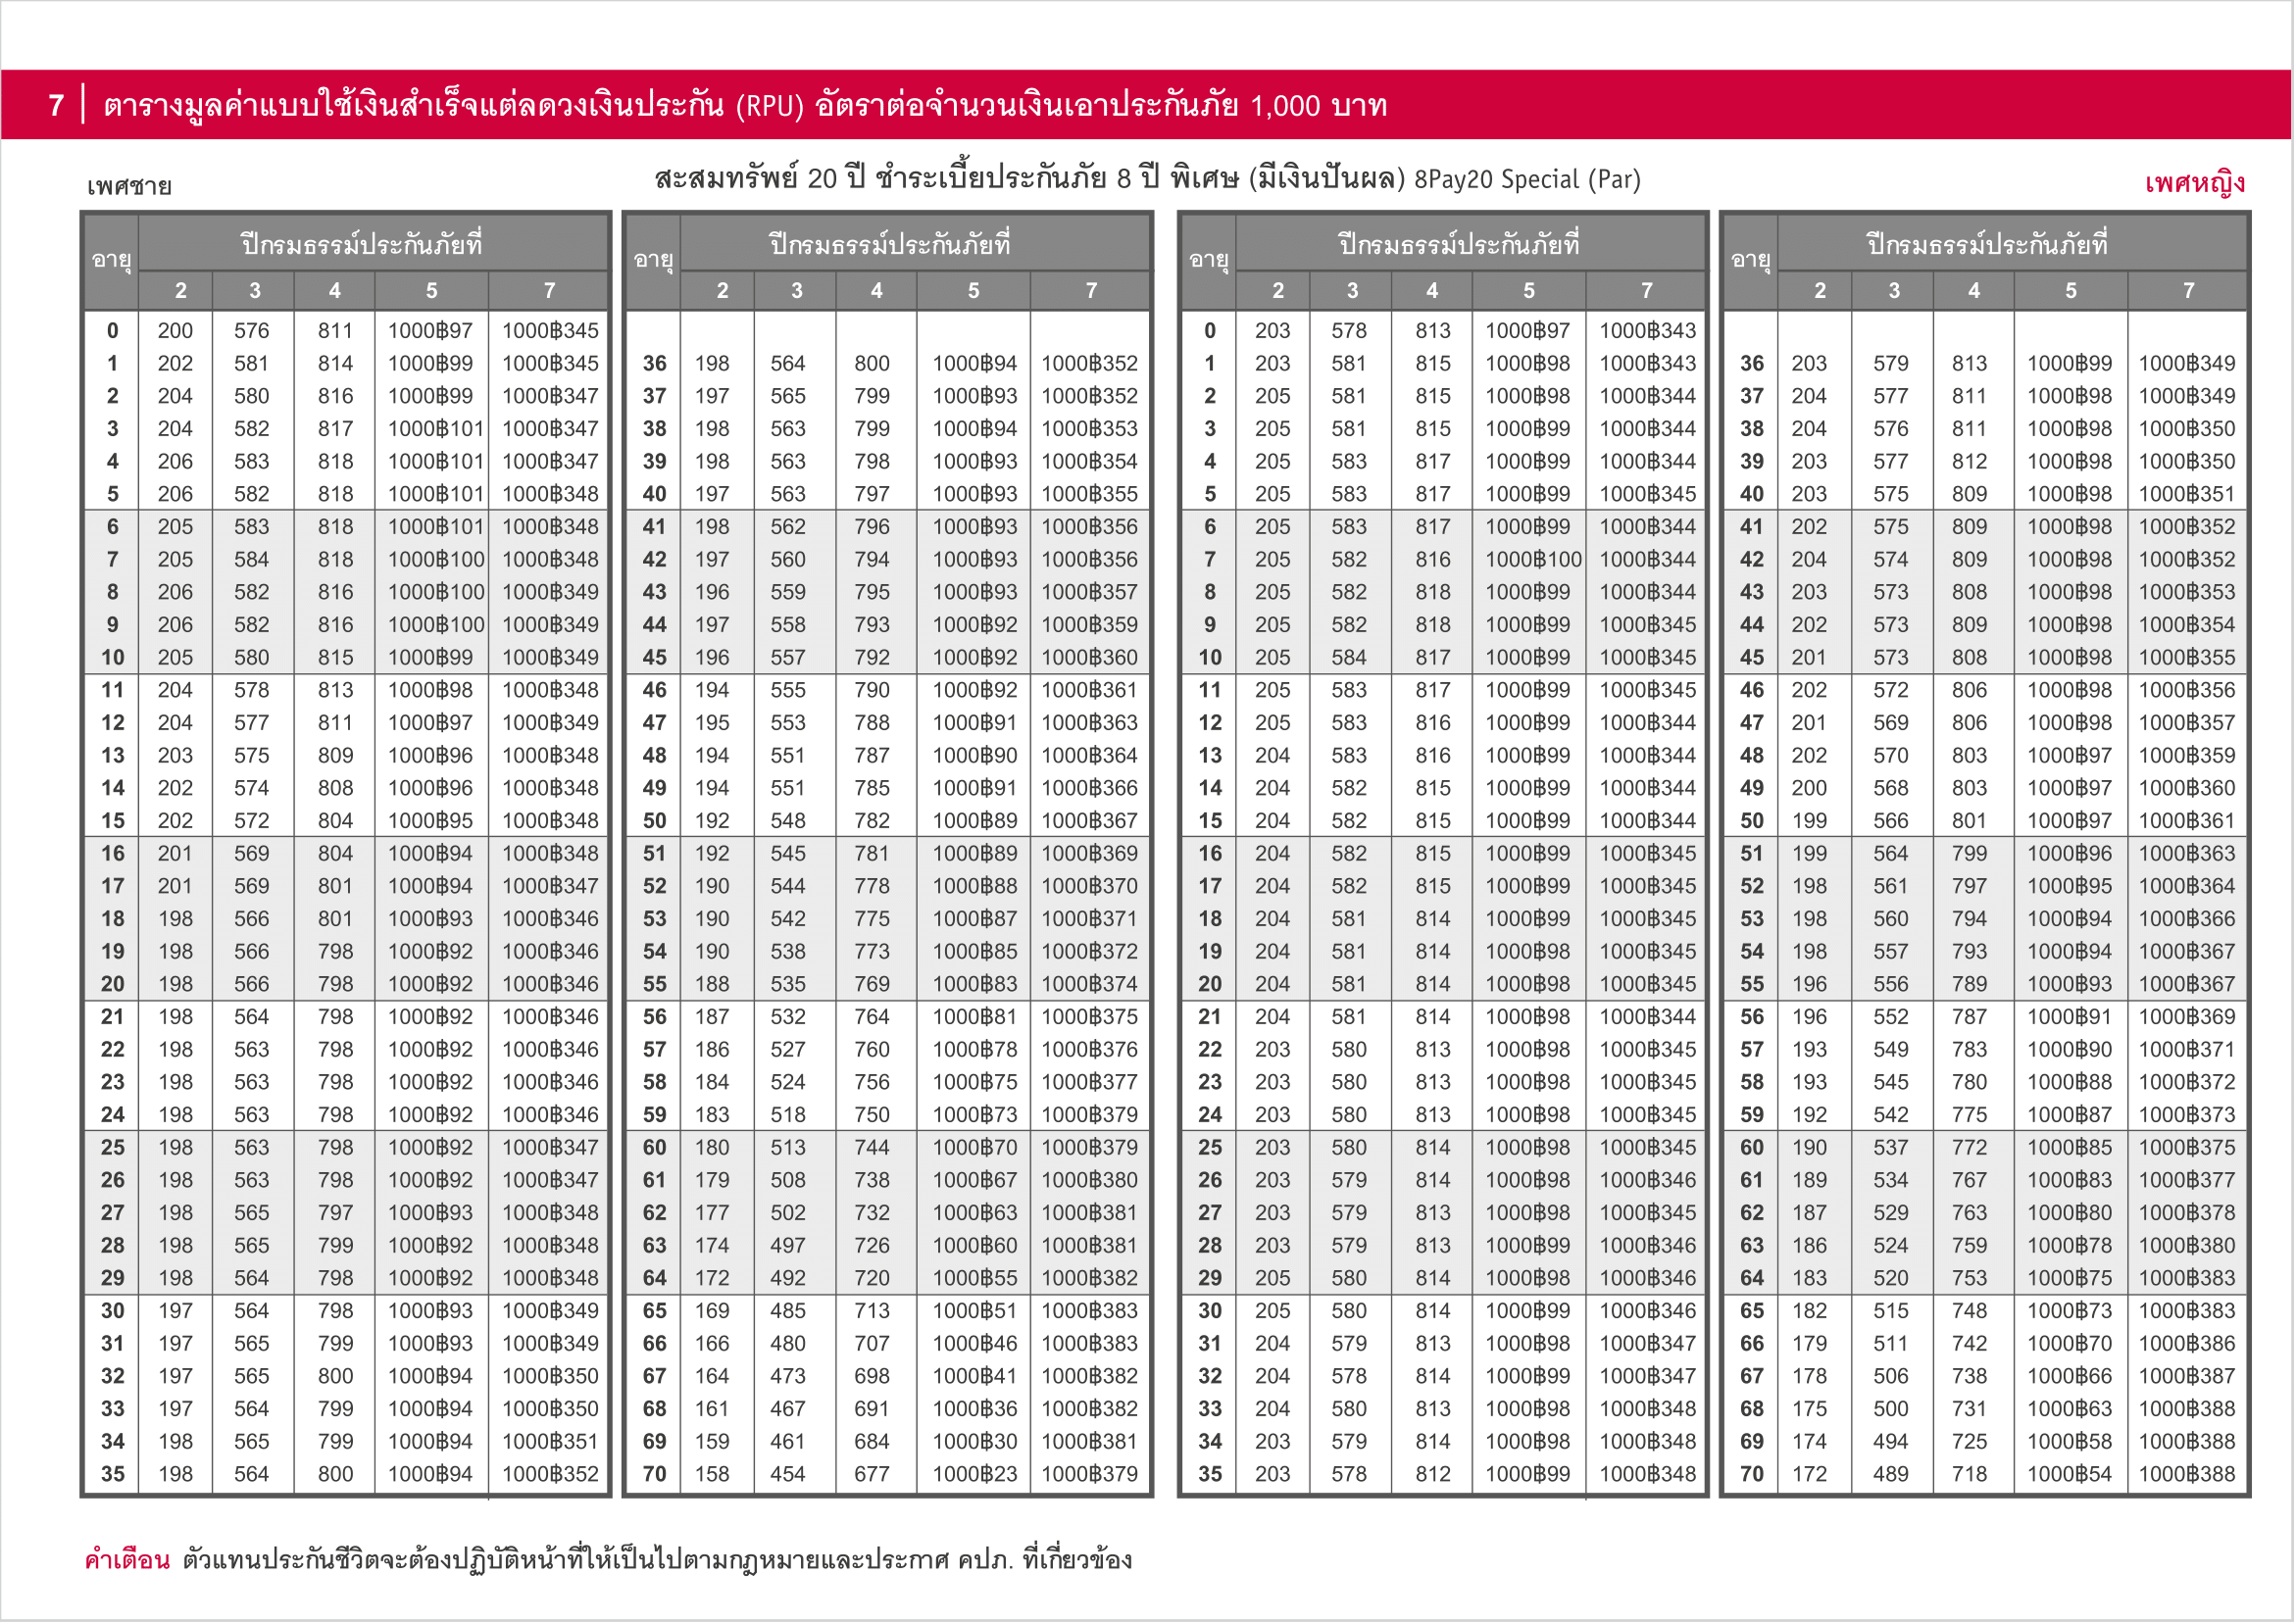 7 | ตารางมูลค่าแบบใช้เงินสำเร็จแต่ลดวงเงินประกัน (RPU) อัตราต่อจำนวนเงินเอาประกันภัย 1,000 บาท
สะสมทรัพย์ 20 ปี ชำระเบี้ยประกันภัย 8 ปี พิเศษ (มีเงินปันผล) 8Pay20 Special (Par)
เพศชาย
อายุ ปีกรมธรรม์ประกันภัยที่
2 3 4 5 7
0 200 576 811 1000฿97 1000฿345
1 202 581 814 1000฿99 1000฿345
2 204 580 816 1000฿99 1000฿347
3 204 582 817 1000฿101 1000฿347
4 206 583 818 1000฿101 1000฿347
5 206 582 818 1000฿101 1000฿348
6 205 583 818 1000฿101 1000฿348
7 205 584 818 1000฿100 1000฿348
8 206 582 816 1000฿100 1000฿349
9 206 582 816 1000฿100 1000฿349
10 205 580 815 1000฿99 1000฿349
11 204 578 813 1000฿98 1000฿348
12 204 577 811 1000฿97 1000฿349
13 203 575 809 1000฿96 1000฿348
14 202 574 808 1000฿96 1000฿348
15 202 572 804 1000฿95 1000฿348
16 201 569 804 1000฿94 1000฿348
17 201 569 801 1000฿94 1000฿347
18 198 566 801 1000฿93 1000฿346
19 198 566 798 1000฿92 1000฿346
20 198 566 798 1000฿92 1000฿346
21 198 564 798 1000฿92 1000฿346
22 198 563 798 1000฿92 1000฿346
23 198 563 798 1000฿92 1000฿346
24 198 563 798 1000฿92 1000฿346
25 198 563 798 1000฿92 1000฿347
26 198 563 798 1000฿92 1000฿347
27 198 565 797 1000฿93 1000฿348
28 198 565 799 1000฿92 1000฿348
29 198 564 798 1000฿92 1000฿348
30 197 564 798 1000฿93 1000฿349
31 197 565 799 1000฿93 1000฿349
32 197 565 800 1000฿94 1000฿350
33 197 564 799 1000฿94 1000฿350
34 198 565 799 1000฿94 1000฿351
35 198 564 800 1000฿94 1000฿352
อายุ ปีกรมธรรม์ประกันภัยที่
2 3 4 5 7
36 198 564 800 1000฿94 1000฿352
37 197 565 799 1000฿93 1000฿352
38 198 563 799 1000฿94 1000฿353
39 198 563 798 1000฿93 1000฿354
40 197 563 797 1000฿93 1000฿355
41 198 562 796 1000฿93 1000฿356
42 197 560 794 1000฿93 1000฿356
43 196 559 795 1000฿93 1000฿357
44 197 558 793 1000฿92 1000฿359
45 196 557 792 1000฿92 1000฿360
46 194 555 790 1000฿92 1000฿361
47 195 553 788 1000฿91 1000฿363
48 194 551 787 1000฿90 1000฿364
49 194 551 785 1000฿91 1000฿366
50 192 548 782 1000฿89 1000฿367
51 192 545 781 1000฿89 1000฿369
52 190 544 778 1000฿88 1000฿370
53 190 542 775 1000฿87 1000฿371
54 190 538 773 1000฿85 1000฿372
55 188 535 769 1000฿83 1000฿374
56 187 532 764 1000฿81 1000฿375
57 186 527 760 1000฿78 1000฿376
58 184 524 756 1000฿75 1000฿377
59 183 518 750 1000฿73 1000฿379
60 180 513 744 1000฿70 1000฿379
61 179 508 738 1000฿67 1000฿380
62 177 502 732 1000฿63 1000฿381
63 174 497 726 1000฿60 1000฿381
64 172 492 720 1000฿55 1000฿382
65 169 485 713 1000฿51 1000฿383
66 166 480 707 1000฿46 1000฿383
67 164 473 698 1000฿41 1000฿382
68 161 467 691 1000฿36 1000฿382
69 159 461 684 1000฿30 1000฿381
70 158 454 677 1000฿23 1000฿379
เพศหญิง
อายุ ปีกรมธรรม์ประกันภัยที่
2 3 4 5 7
0 203 578 813 1000฿97 1000฿343
1 203 581 815 1000฿98 1000฿343
2 205 581 815 1000฿98 1000฿344
3 205 581 815 1000฿99 1000฿344
4 205 583 817 1000฿99 1000฿344
5 205 583 817 1000฿99 1000฿345
6 205 583 817 1000฿99 1000฿344
7 205 582 816 1000฿100 1000฿344
8 205 582 818 1000฿99 1000฿344
9 205 582 818 1000฿99 1000฿345
10 205 584 817 1000฿99 1000฿345
11 205 583 817 1000฿99 1000฿345
12 205 583 816 1000฿99 1000฿344
13 204 583 816 1000฿99 1000฿344
14 204 582 815 1000฿99 1000฿344
15 204 582 815 1000฿99 1000฿344
16 204 582 815 1000฿99 1000฿345
17 204 582 815 1000฿99 1000฿345
18 204 581 814 1000฿99 1000฿345
19 204 581 814 1000฿98 1000฿345
20 204 581 814 1000฿98 1000฿345
21 204 581 814 1000฿98 1000฿344
22 203 580 813 1000฿98 1000฿345
23 203 580 813 1000฿98 1000฿345
24 203 580 813 1000฿98 1000฿345
25 203 580 814 1000฿98 1000฿345
26 203 579 814 1000฿98 1000฿346
27 203 579 813 1000฿98 1000฿345
28 203 579 813 1000฿99 1000฿346
29 205 580 814 1000฿98 1000฿346
30 205 580 814 1000฿99 1000฿346
31 204 579 813 1000฿98 1000฿347
32 204 578 814 1000฿99 1000฿347
33 204 580 813 1000฿98 1000฿348
34 203 579 814 1000฿98 1000฿348
35 203 578 812 1000฿99 1000฿348
อายุ ปีกรมธรรม์ประกันภัยที่
2 3 4 5 7
36 203 579 813 1000฿99 1000฿349
37 204 577 811 1000฿98 1000฿349
38 204 576 811 1000฿98 1000฿350
39 203 577 812 1000฿98 1000฿350
40 203 575 809 1000฿98 1000฿351
41 202 575 809 1000฿98 1000฿352
42 204 574 809 1000฿98 1000฿352
43 203 573 808 1000฿98 1000฿353
44 202 573 809 1000฿98 1000฿354
45 201 573 808 1000฿98 1000฿355
46 202 572 806 1000฿98 1000฿356
47 201 569 806 1000฿98 1000฿357
48 202 570 803 1000฿97 1000฿359
49 200 568 803 1000฿97 1000฿360
50 199 566 801 1000฿97 1000฿361
51 199 564 799 1000฿96 1000฿363
52 198 561 797 1000฿95 1000฿364
53 198 560 794 1000฿94 1000฿366
54 198 557 793 1000฿94 1000฿367
55 196 556 789 1000฿93 1000฿367
56 196 552 787 1000฿91 1000฿369
57 193 549 783 1000฿90 1000฿371
58 193 545 780 1000฿88 1000฿372
59 192 542 775 1000฿87 1000฿373
60 190 537 772 1000฿85 1000฿375
61 189 534 767 1000฿83 1000฿377
62 187 529 763 1000฿80 1000฿378
63 186 524 759 1000฿78 1000฿380
64 183 520 753 1000฿75 1000฿383
65 182 515 748 1000฿73 1000฿383
66 179 511 742 1000฿70 1000฿386
67 178 506 738 1000฿66 1000฿387
68 175 500 731 1000฿63 1000฿388
69 174 494 725 1000฿58 1000฿388
70 172 489 718 1000฿54 1000฿388
คำเตือน ตัวแทนประกันชีวิตจะต้องปฏิบัติหน้าที่ให้เป็นไปตามกฎหมายและประกาศ คปภ. ที่เกี่ยวข้อง